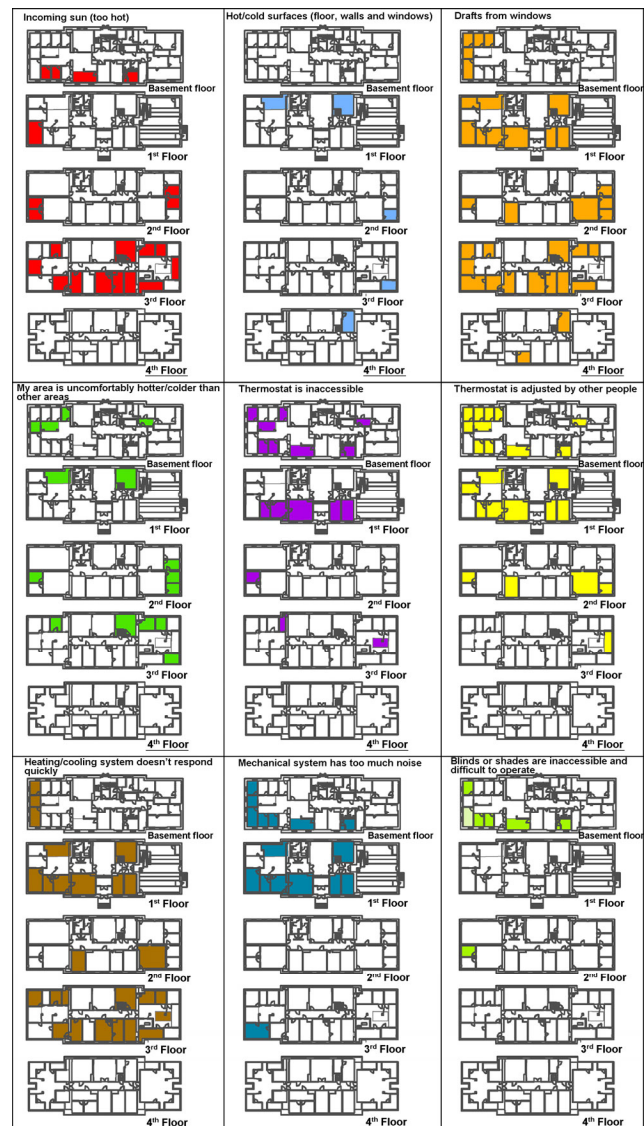 Incoming sun (too hot)
Basement floor
1st Floor
2nd Floor
3rd Floor
4th Floor
Hot/cold surfaces (floor, walls and windows)
Basement floor
1st Floor
2nd Floor
3rd Floor
4th Floor
Drafts from windows
Basement floor
1st Floor
2nd Floor
3rd Floor
4th Floor
My area is uncomfortably hotter/colder than
other areas
Basement floor
1st Floor
2nd Floor
3rd Floor
4th Floor
Thermostat is inaccessible
Basement floor
1st Floor
2nd Floor
3rd Floor
4th Floor
Thermostat is adjusted by other people
Basement floor
1st Floor
2nd Floor
3rd Floor
4th Floor
Heating/cooling system doesn't respond
quickly
Basement floor
1st Floor
2nd Floor
3rd Floor
4th Floor
Mechanical system has too much noise
Basement floor
1st Floor
2nd Floor
3rd Floor
4th Floor
Blinds or shades are inaccessible and
difficult to operate
Basement floor
1st Floor
2nd Floor
3rd Floor
4th Floor